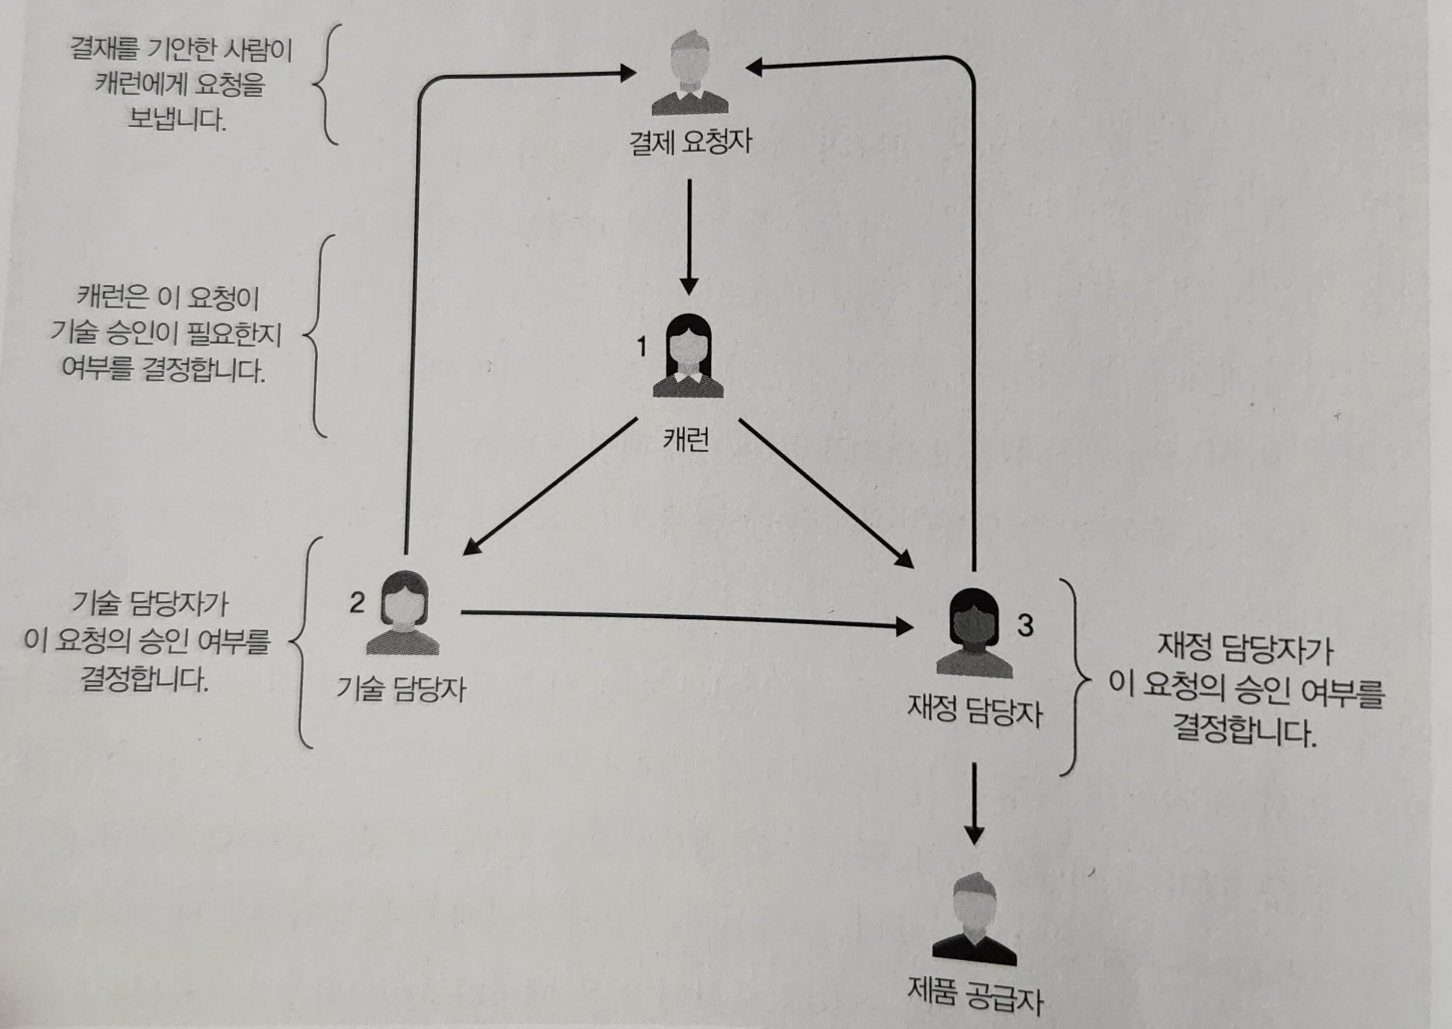 결재를 기안한 사람이
캐런에게 요청을
보냅니다.
결제 요청자
캐런은 이 요청이
기술 승인이 필요한지
여부를 결정합니다.
1
캐런
기술 담당자가
이 요청의 승인 여부를
결정합니다.
2
기술 담당자
3
재정 담당자
재정 담당자가
이 요청의 승인 여부를
결정합니다.
제품 공급자